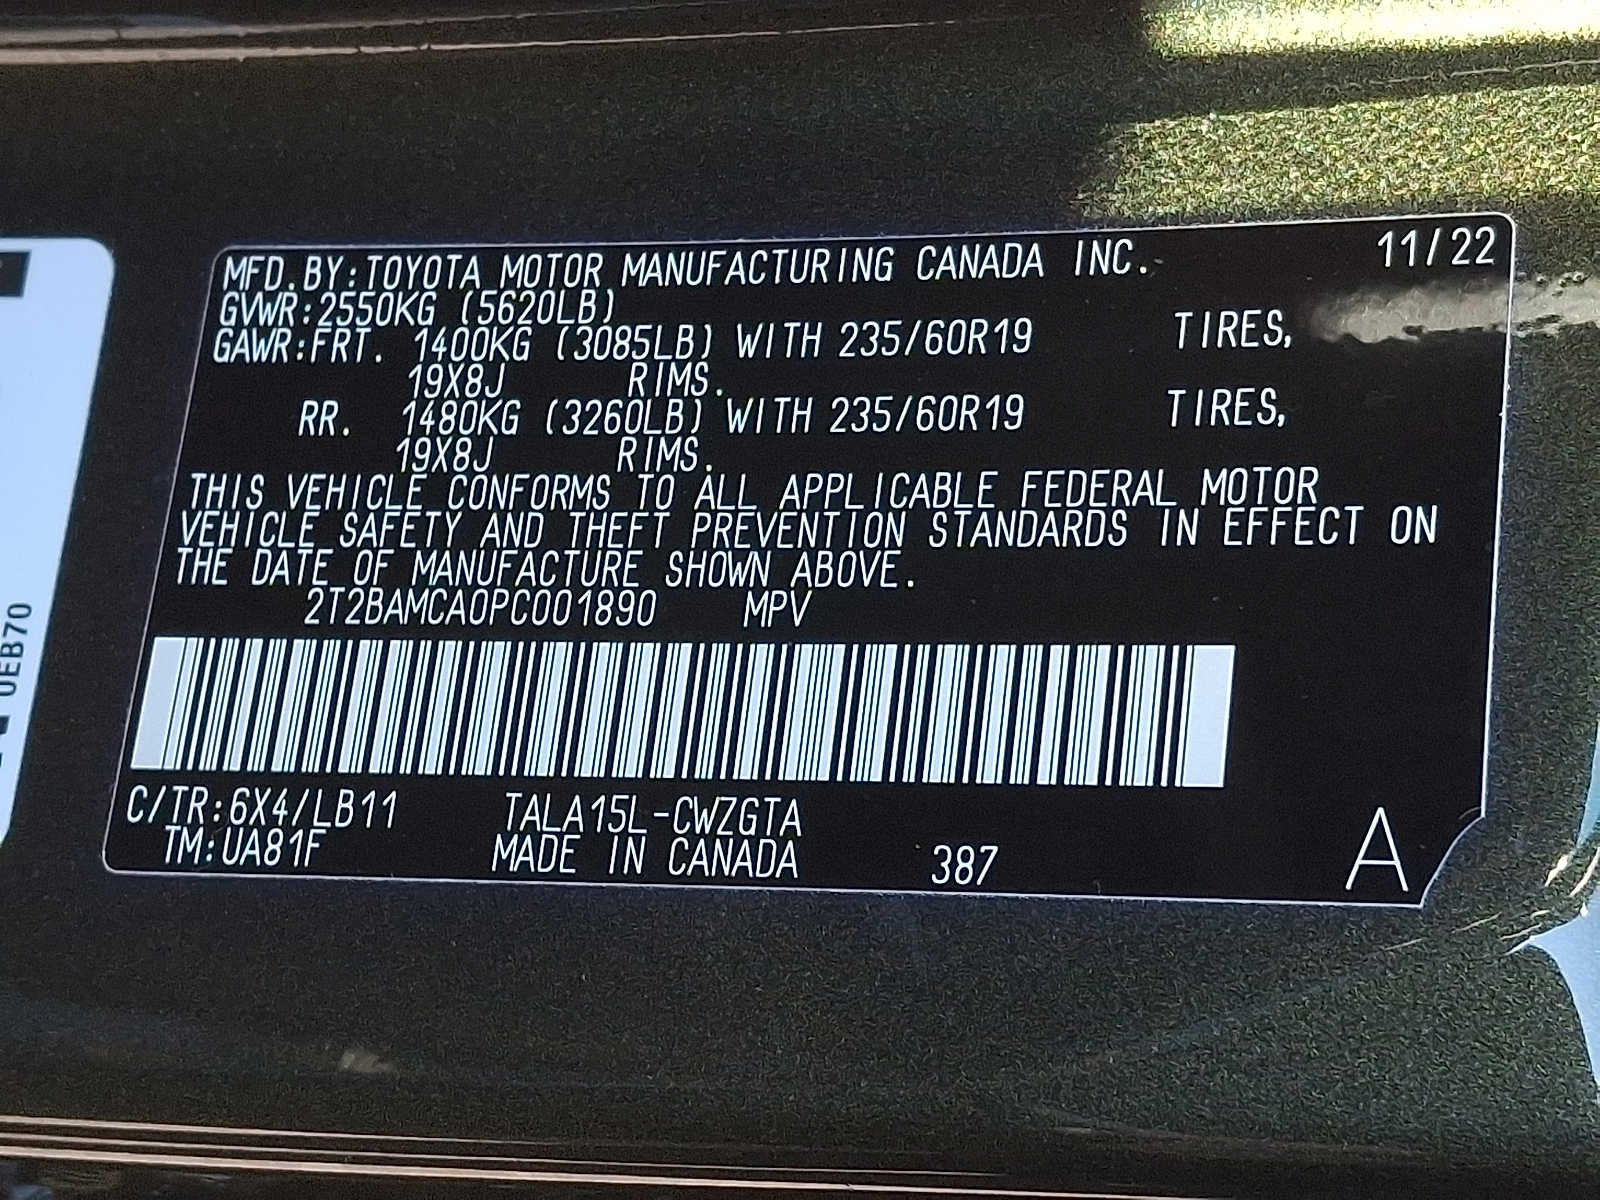 MFD.BY:TOYOTA MOTOR MANUFACTURING CANADA INC. 11/22
GVWR:2550KG (5620LB)
GAWR:FRT. 1400KG (3085LB) WITH 235/60R19 TIRES,
19X8J RIMS.
RR. 1480KG (3260LB) WITH 235/60R19 TIRES,
19X8J RIMS.
THIS VEHICLE CONFORMS TO ALL APPLICABLE FEDERAL MOTOR
VEHICLE SAFETY AND THEFT PREVENTION STANDARDS IN EFFECT ON
THE DATE OF MANUFACTURE SHOWN ABOVE.
2T2BAMCA0PC001890 MPV
C/TR:6X4/LB11 TALA15L-CWZGTA
TM:UA81F MADE IN CANADA 387
A
0EB70